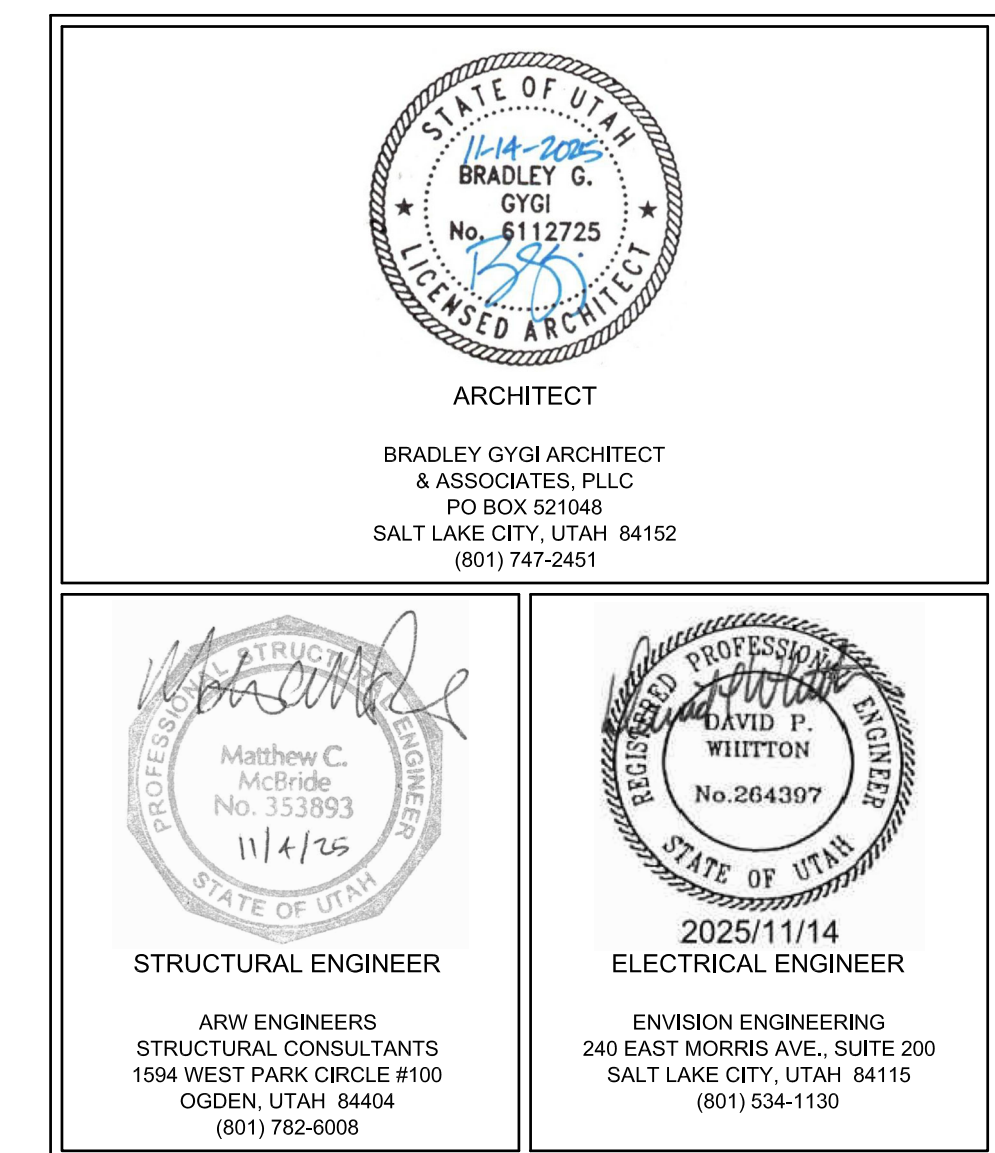 STATE OF UTAH
11-14-2025
BRADLEY G.
GYGI
No. 6112725
LICENSED ARCHITECT
ARCHITECT
BRADLEY GYGI ARCHITECT
& ASSOCIATES, PLLC
PO BOX 521048
SALT LAKE CITY, UTAH 84152
(801) 747-2451
PROFESSIONAL STRUCTURAL ENGINEER
Matthew C.
McBride
No. 353893
11/4/25
STATE OF UTAH
STRUCTURAL ENGINEER
ARW ENGINEERS
STRUCTURAL CONSULTANTS
1594 WEST PARK CIRCLE #100
OGDEN, UTAH 84404
(801) 782-6008
REGISTERED PROFESSIONAL ENGINEER
DAVID P.
WHITTON
No.264397
STATE OF UTAH
2025/11/14
ELECTRICAL ENGINEER
ENVISION ENGINEERING
240 EAST MORRIS AVE., SUITE 200
SALT LAKE CITY, UTAH 84115
(801) 534-1130